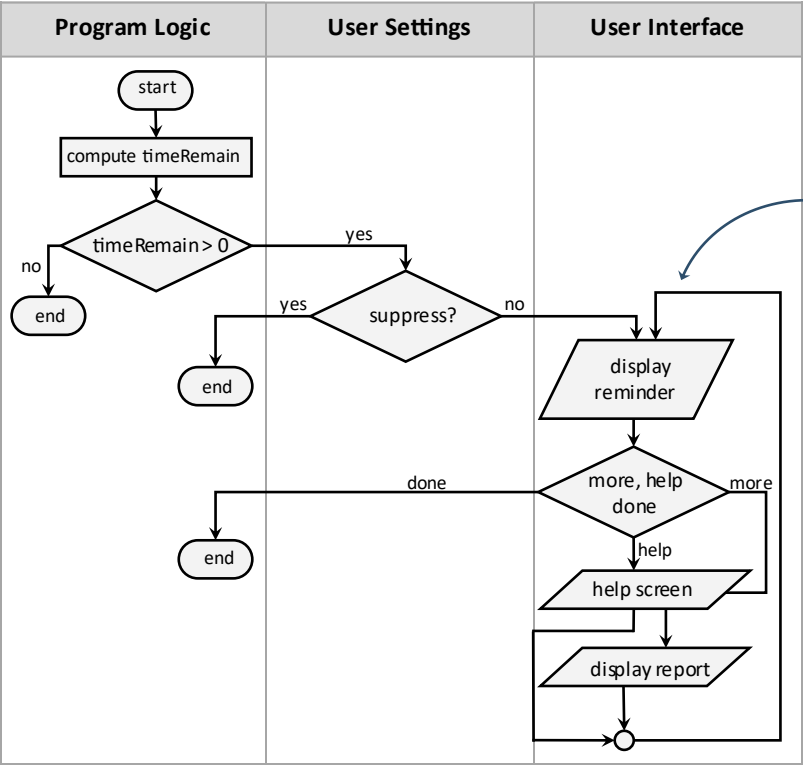 Program Logic
User Settings
User Interface
start
compute timeRemain
timeRemain > 0
yes
no
end
suppress?
yes
no
end
display
reminder
more, help
done
done
more
end
help
help screen
display report